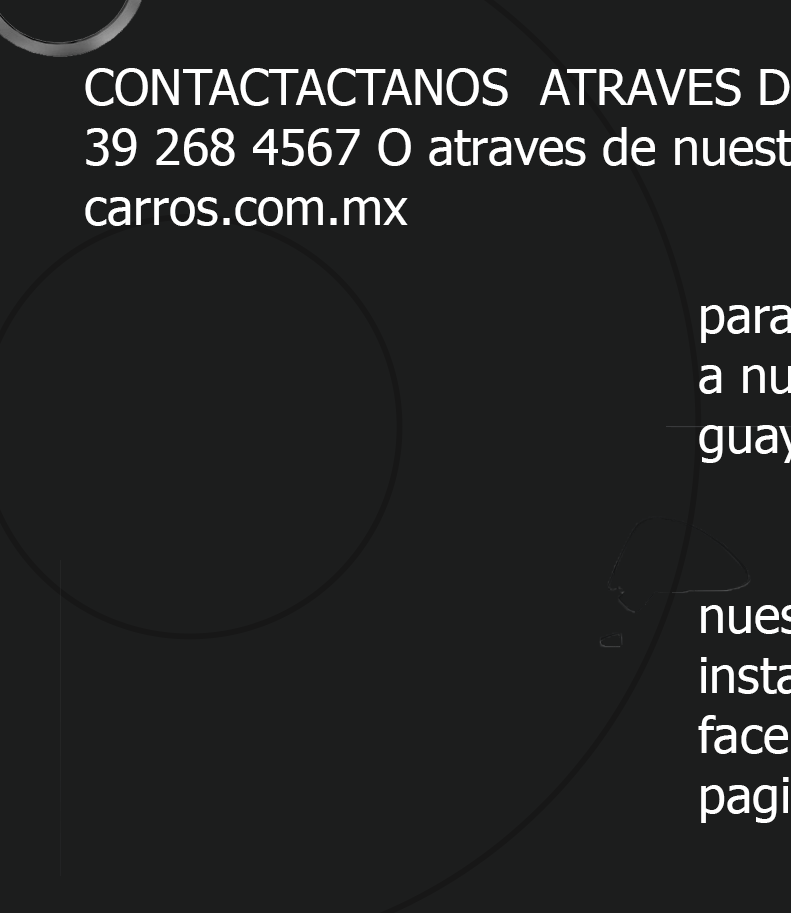 CONTACTACTANOS ATRAVES D
39 268 4567 O atraves de nuest
carros.com.mx
para
a nu
guay
nues
insta
face
pagi